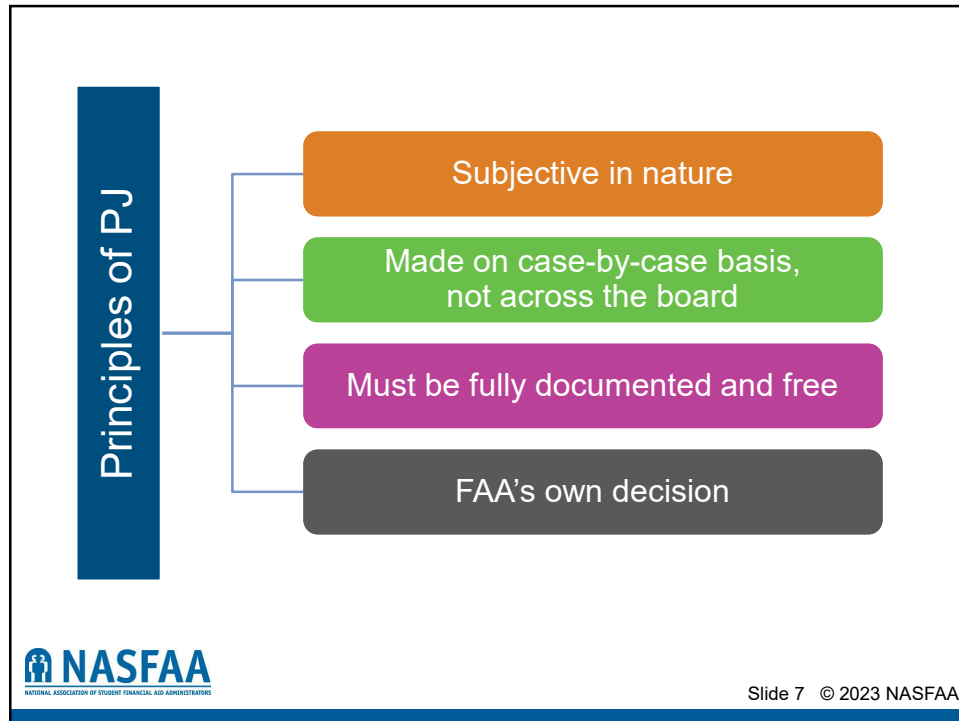 Principles of PJ
Subjective in nature
Made on case-by-case basis,
not across the board
Must be fully documented and free
FAA’s own decision
NASFAA
NATIONAL ASSOCIATION OF STUDENT FINANCIAL AID ADMINISTRATORS
Slide 7 © 2023 NASFAA